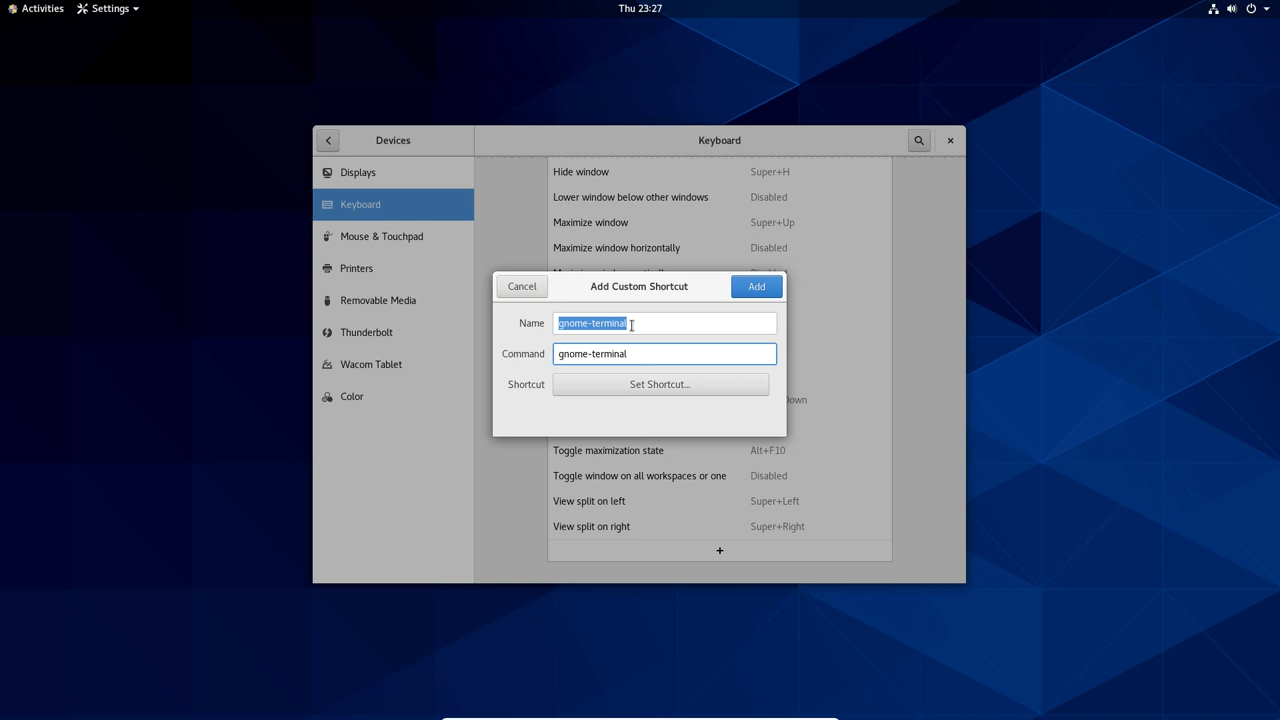 Activities Settings Thu 23:27
Devices Keyboard
Displays
Keyboard
Mouse & Touchpad
Printers
Removable Media
Thunderbolt
Wacom Tablet
Color
Hide window Super+H
Lower window below other windows Disabled
Maximize window Super+Up
Maximize window horizontally Disabled
Cancel Add Custom Shortcut Add
Name gnome-terminal
Command gnome-terminal
Shortcut Set Shortcut...
Down
Toggle maximization state Alt+F10
Toggle window on all workspaces or one Disabled
View split on left Super+Left
View split on right Super+Right
+